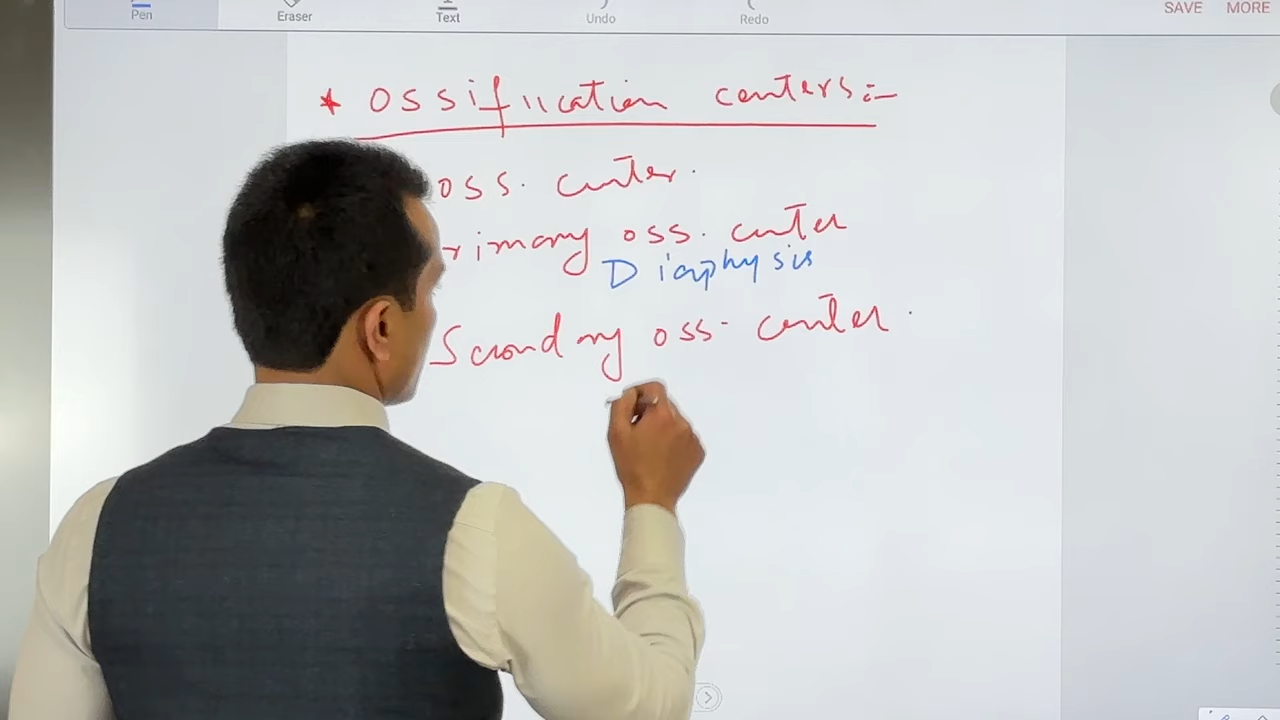 Pen Eraser Text Undo Redo SAVE MORE
* Ossification centers:-
oss. center.
rimary oss. center
Diaphysis
Secondary oss. center.